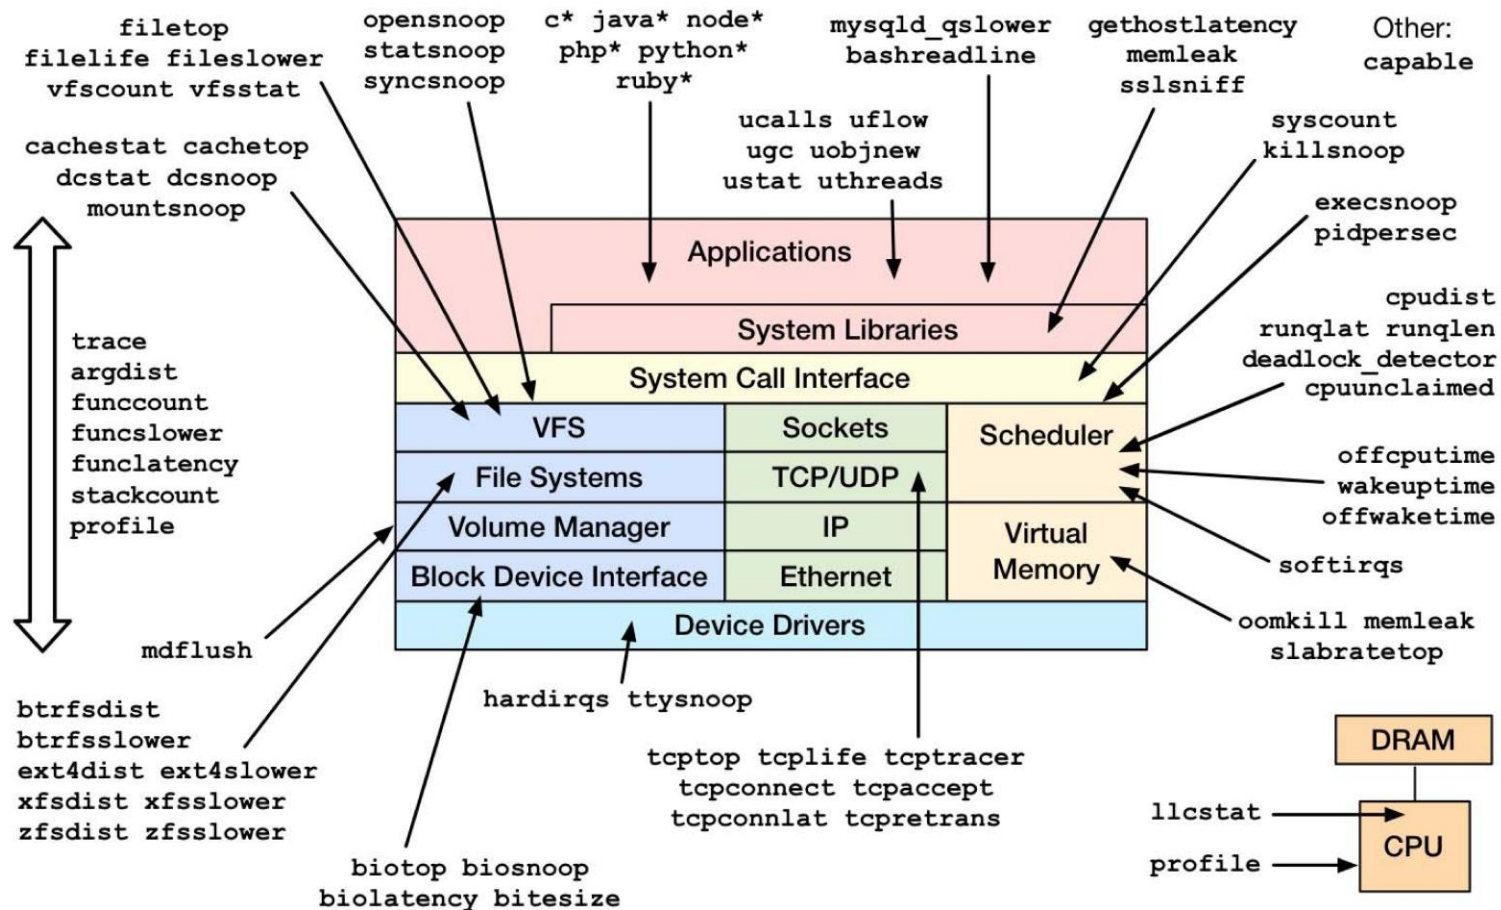 filetop
filelife fileslower
vfscount vfsstat
opensnoop
statsnoop
syncsnoop
c* java* node*
php* python*
ruby*
mysqld_qslower
bashreadline
gethostlatency
memleak
sslsniff
Other:
capable
ucalls uflow
ugc uobjnew
ustat uthreads
syscount
killsnoop
cachestat cachetop
dcstat dcsnoop
mountsnoop
execsnoop
pidpersec
Applications
System Libraries
System Call Interface
cpudist
runqlat runqlen
deadlock_detector
cpuunclaimed
trace
argdist
funccount
funcslower
funclatency
stackcount
profile
VFS
File Systems
Volume Manager
Block Device Interface
Sockets
TCP/UDP
IP
Ethernet
Scheduler
Virtual
Memory
Device Drivers
offcputime
wakeuptime
offwaketime
softirqs
oomkill memleak
slabratetop
mdflush
hardirqs ttysnoop
btrfsdist
btrfsslower
ext4dist ext4slower
xfsdist xfsslower
zfsdist zfsslower
biotop biosnoop
biolatency bitesize
tcptop tcplife tcptracer
tcpconnect tcpaccept
tcpconnlat tcpretrans
DRAM
llcstat
CPU
profile